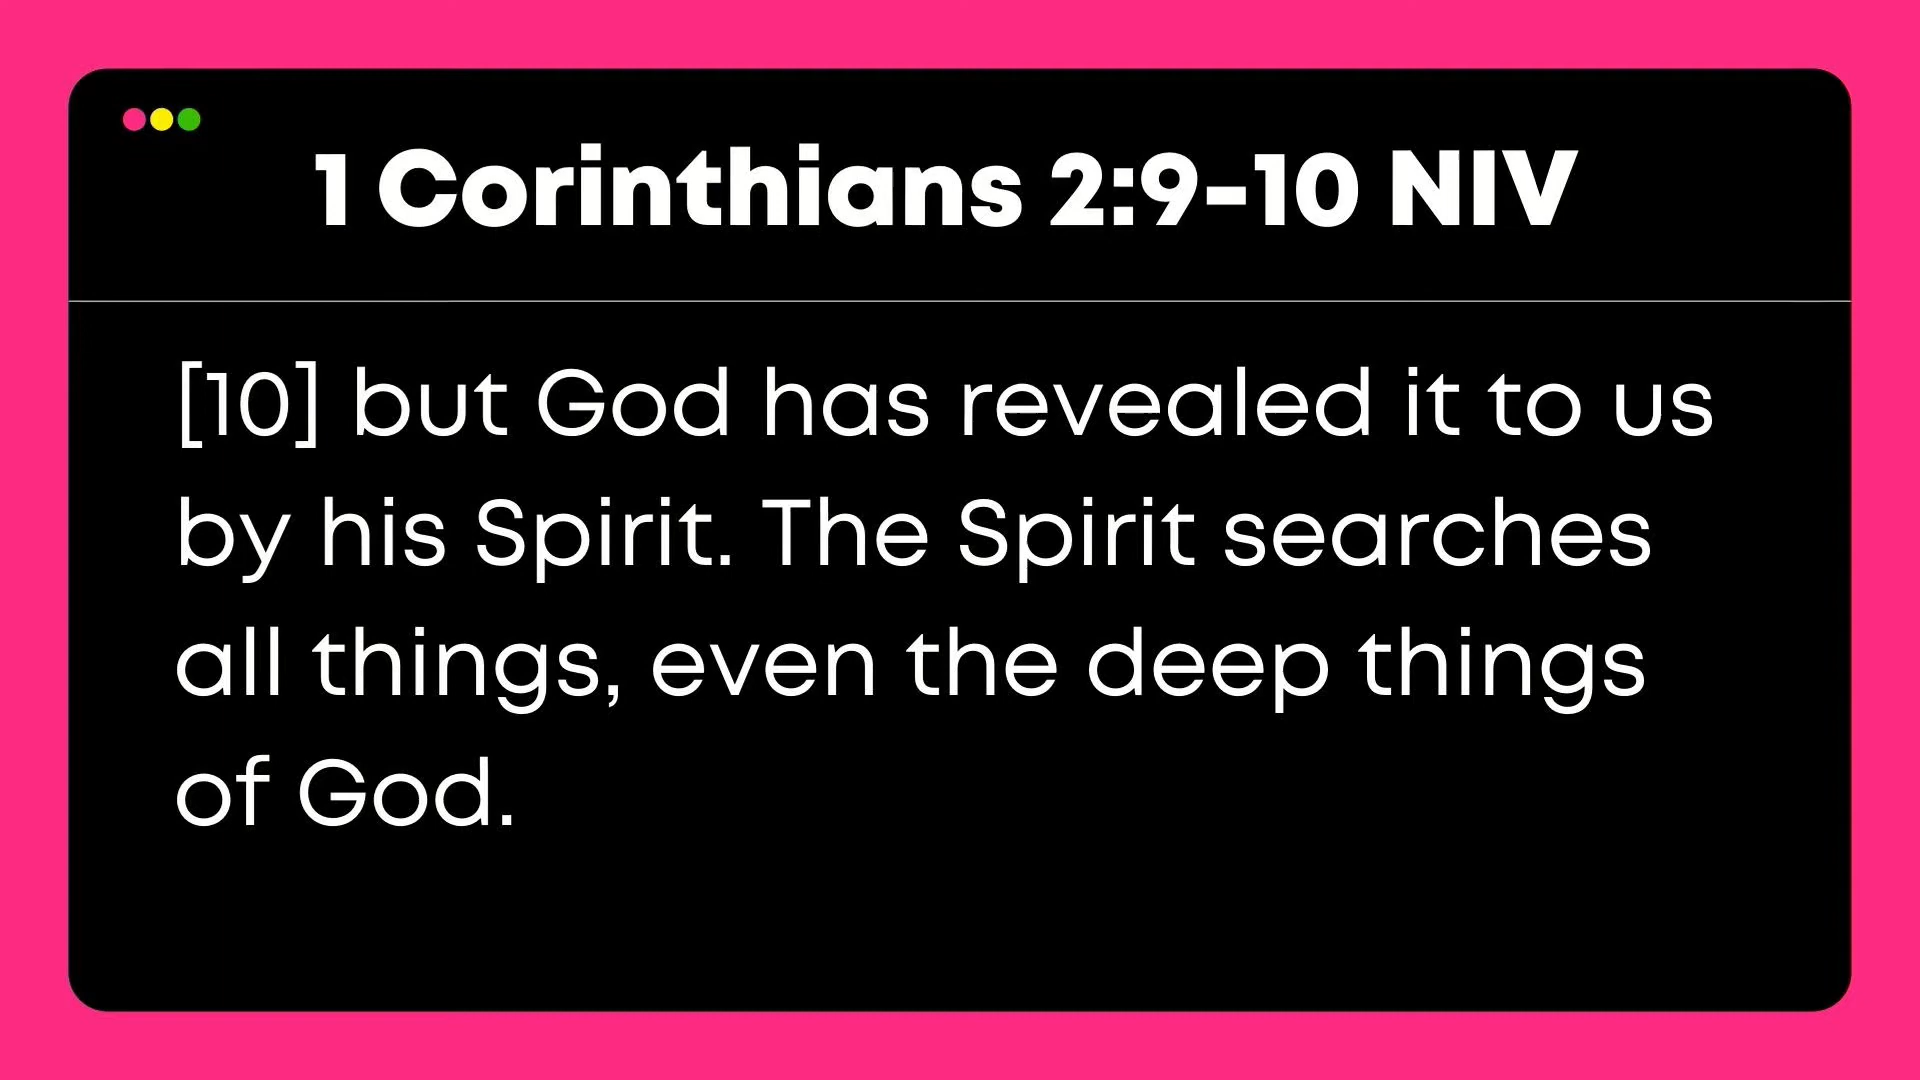 1 Corinthians 2:9-10 NIV
[10] but God has revealed it to us
by his Spirit. The Spirit searches
all things, even the deep things
of God.